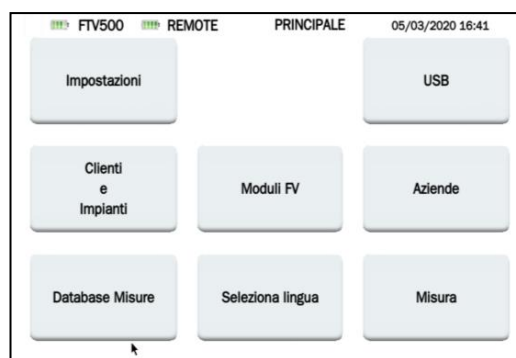 FTV500 REMOTE PRINCIPALE 05/03/2020 16:41
Impostazioni USB
Clienti
e
Impianti
Moduli FV
Aziende
Database Misure Seleziona lingua Misura